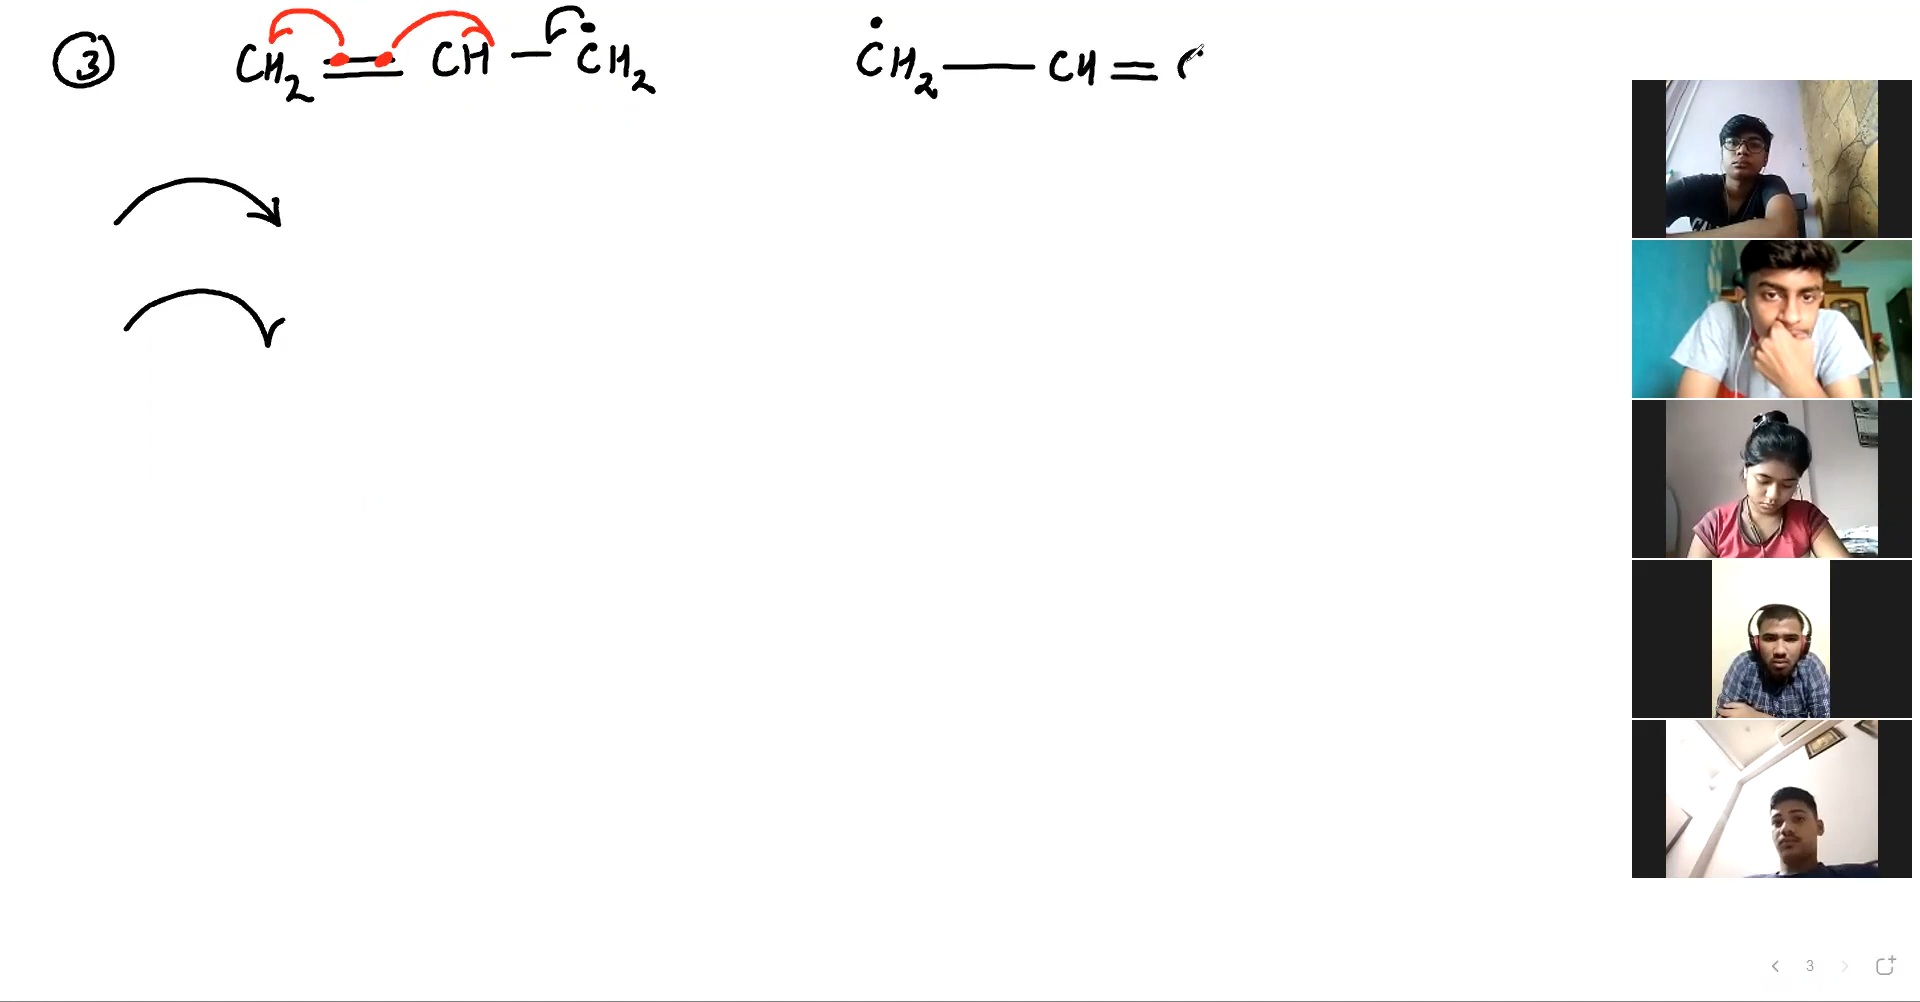 ③ CH₂ = CH – ĊH₂ ĊH₂ — CH = C
3